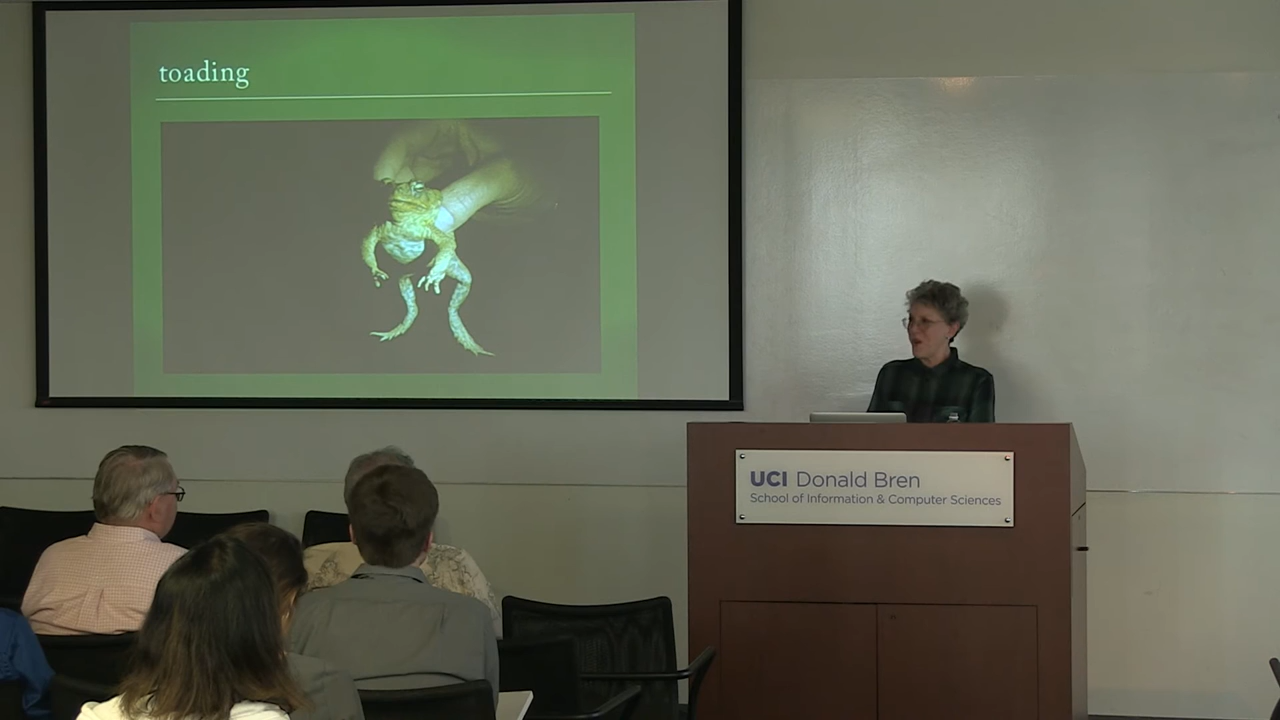 toading
UCI Donald Bren
School of Information & Computer Sciences